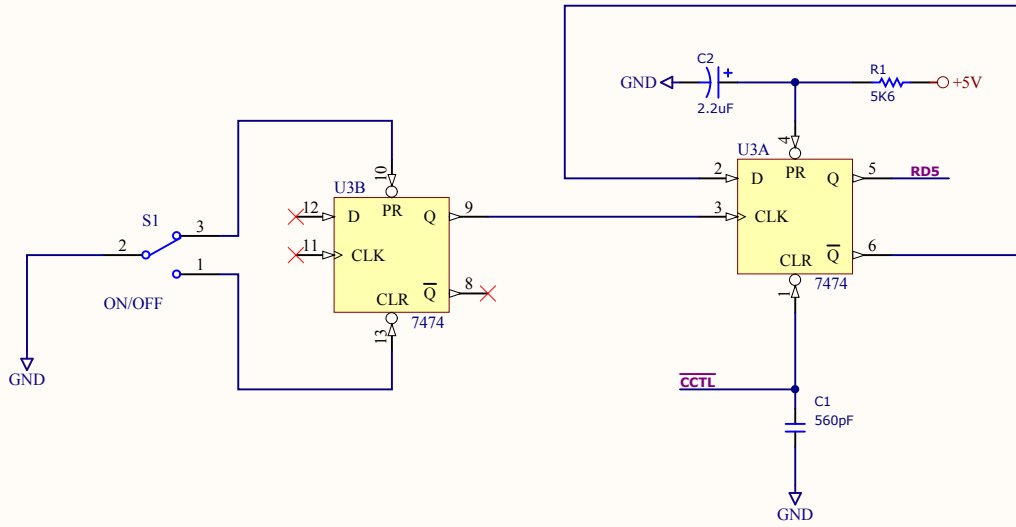 C2
GND
+
2.2uF
R1
5K6
+5V
4
U3A
2
D
PR
Q
5
RD5
3
CLK
Q
6
CLR
7474
1
CCTL
C1
560pF
GND
10
U3B
12
D
PR
Q
9
11
CLK
Q
8
CLR
7474
13
S1
3
2
1
ON/OFF
GND